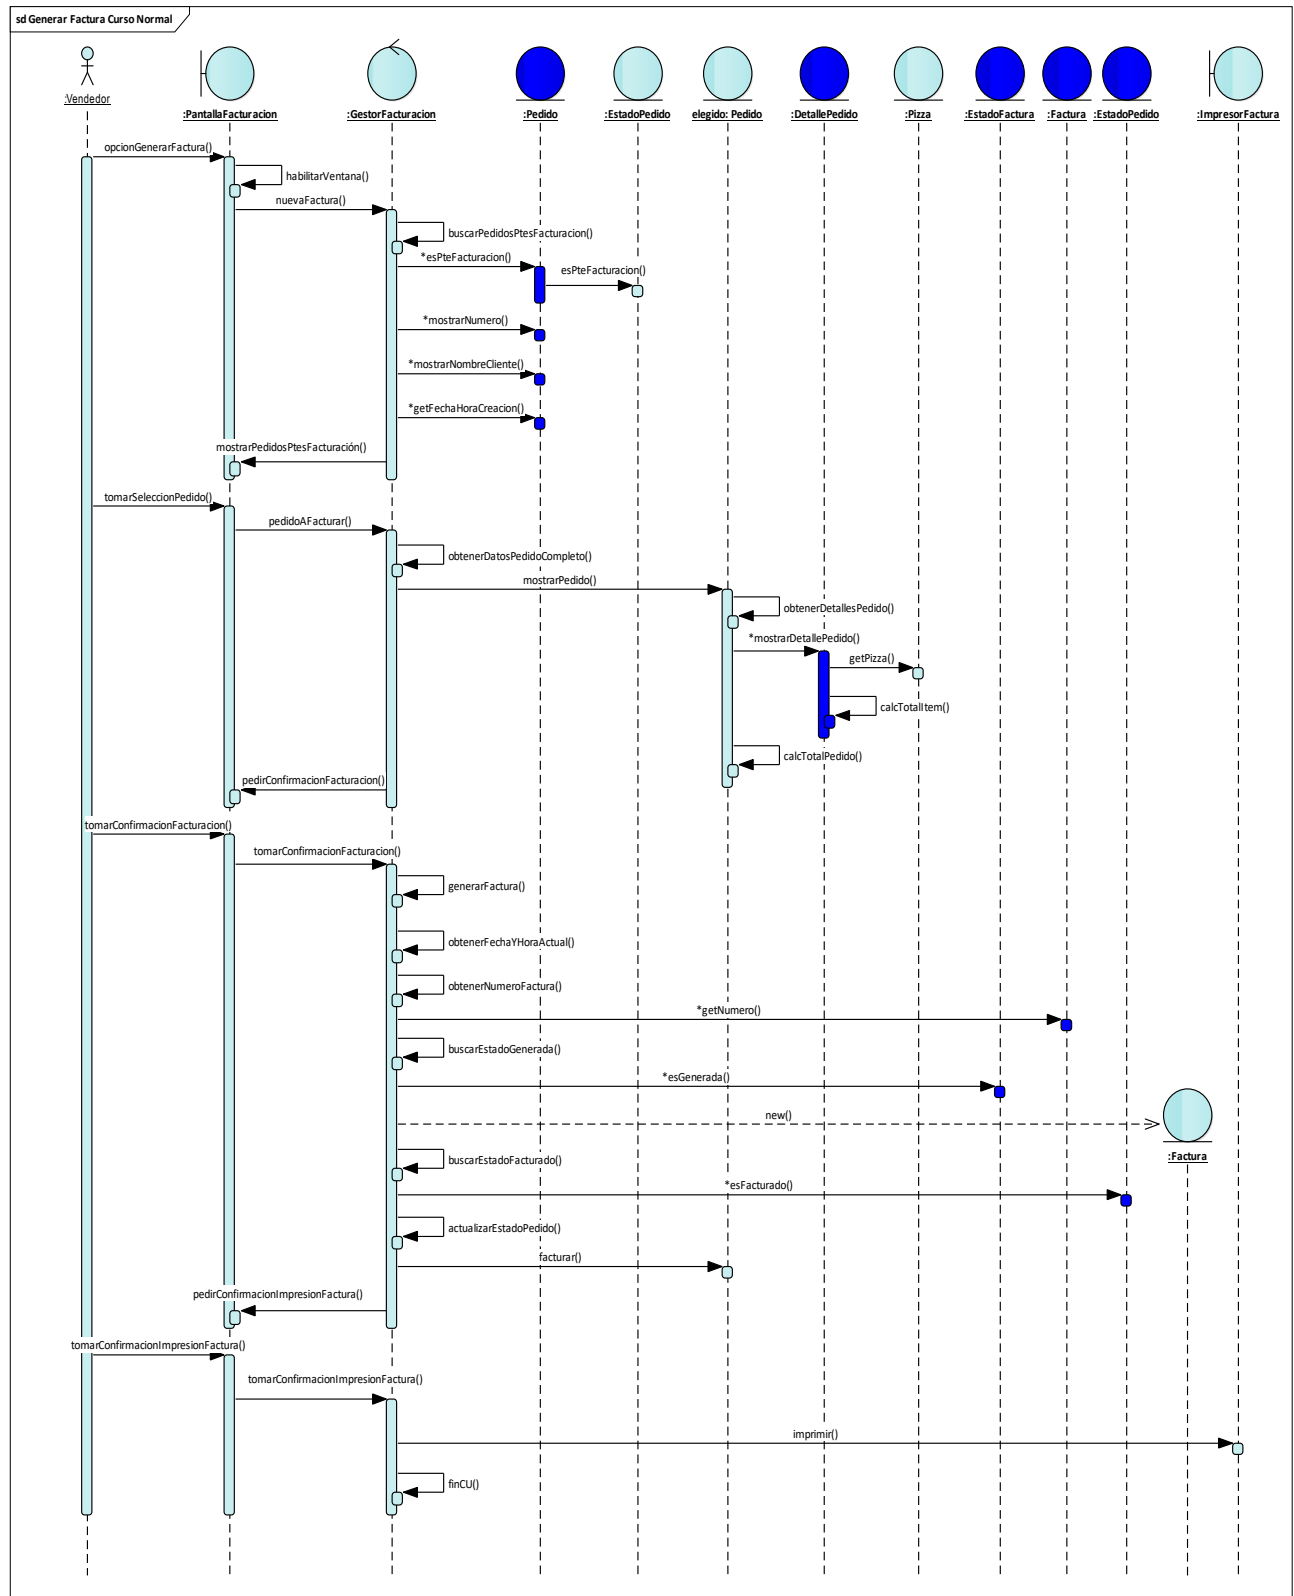 sd Generar Factura Curso Normal
:Vendedor
:PantallaFacturacion
:GestorFacturacion
:Pedido
:EstadoPedido
elegido: Pedido
:DetallePedido
:Pizza
:EstadoFactura
:Factura
:EstadoPedido
:ImpresorFactura
opcionGenerarFactura()
habilitarVentana()
nuevaFactura()
buscarPedidosPtesFacturacion()
*esPteFacturacion()
esPteFacturacion()
*mostrarNumero()
*mostrarNombreCliente()
*getFechaHoraCreacion()
mostrarPedidosPtesFacturación()
tomarSeleccionPedido()
pedidoAFacturar()
obtenerDatosPedidoCompleto()
mostrarPedido()
obtenerDetallesPedido()
*mostrarDetallePedido()
getPizza()
calcTotalItem()
calcTotalPedido()
pedirConfirmacionFacturacion()
tomarConfirmacionFacturacion()
tomarConfirmacionFacturacion()
generarFactura()
obtenerFechaYHoraActual()
obtenerNumeroFactura()
*getNumero()
buscarEstadoGenerada()
*esGenerada()
new()
:Factura
buscarEstadoFacturado()
*esFacturado()
actualizarEstadoPedido()
facturar()
pedirConfirmacionImpresionFactura()
tomarConfirmacionImpresionFactura()
tomarConfirmacionImpresionFactura()
imprimir()
finCU()